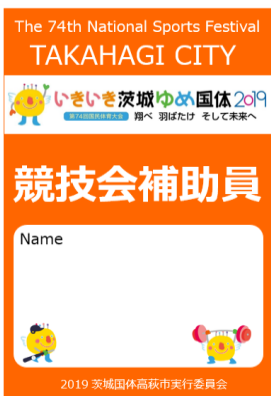 The 74th National Sports Festival
TAKAHAGI CITY
いきいき茨城ゆめ国体2019
第74回国民体育大会
翔べ 羽ばたけ そして未来へ
競技会補助員
Name
2019 茨城国体高萩市実行委員会